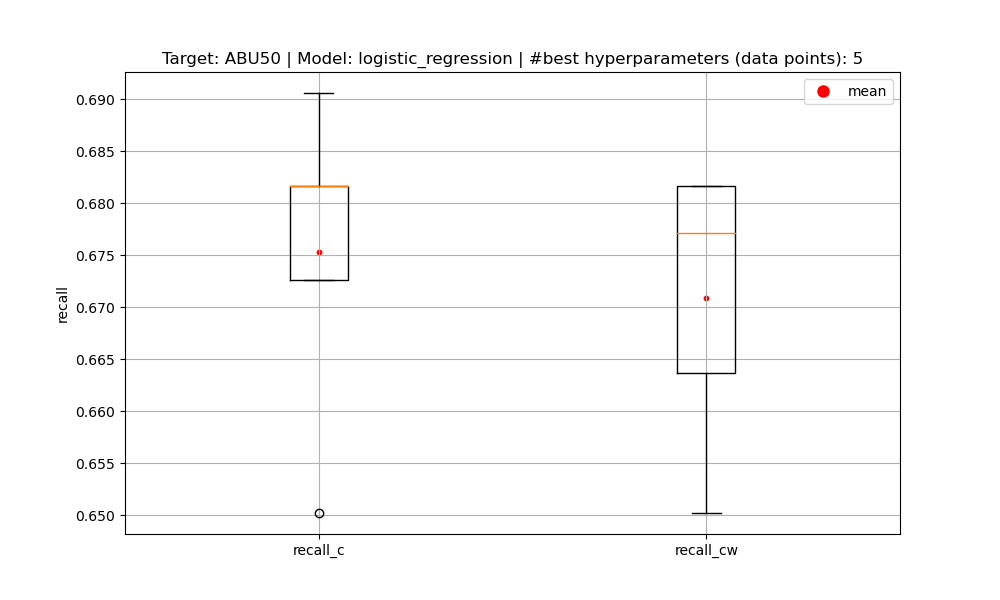 Target: ABU50 | Model: logistic_regression | #best hyperparameters (data points): 5
mean
0.690
0.685
0.680
0.675
0.670
0.665
0.660
0.655
0.650
recall
recall_c
recall_cw